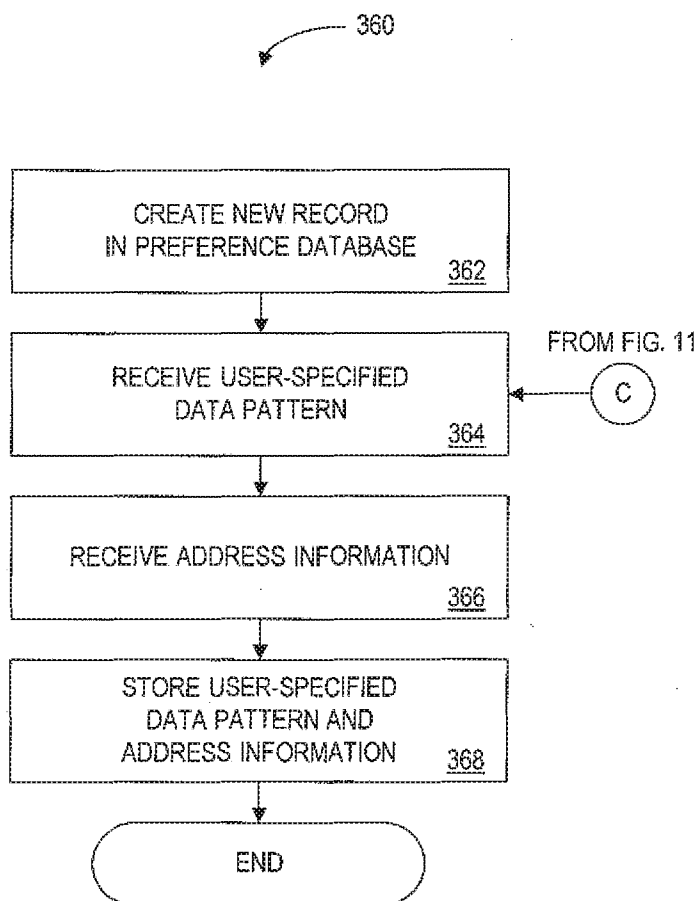 360
CREATE NEW RECORD
IN PREFERENCE DATABASE
362
FROM FIG. 11
RECEIVE USER-SPECIFIED
DATA PATTERN
364
C
RECEIVE ADDRESS INFORMATION
366
STORE USER-SPECIFIED
DATA PATTERN AND
ADDRESS INFORMATION
368
END